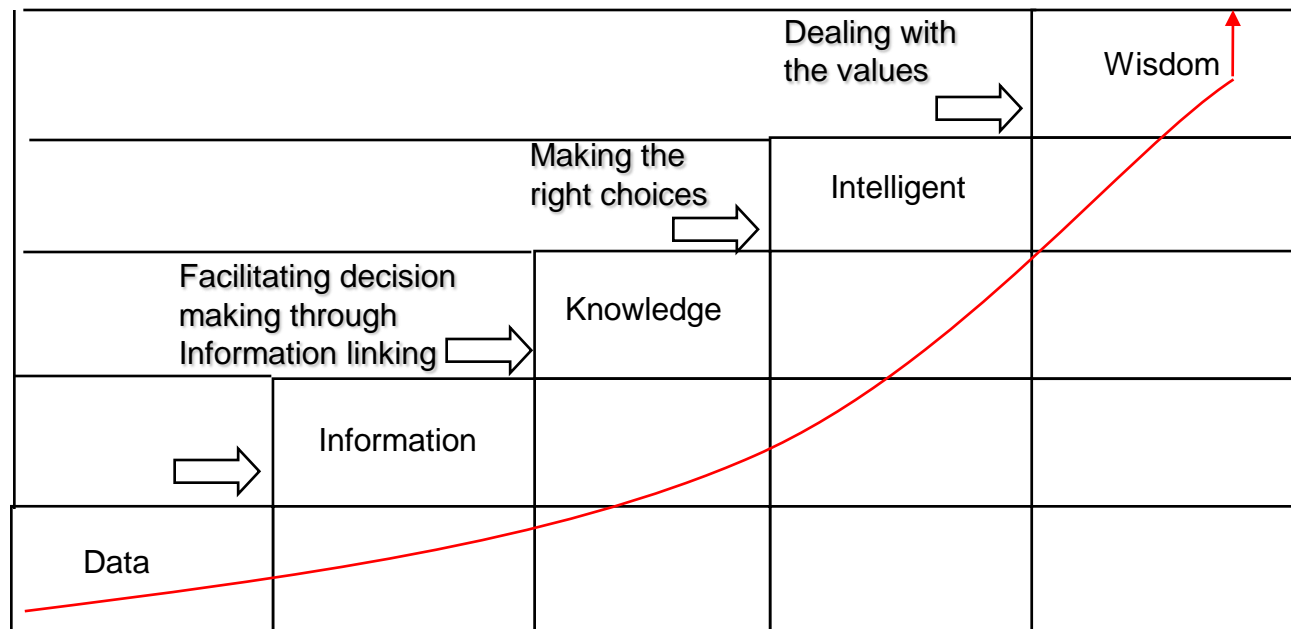 Dealing with
the values
Wisdom
Making the
right choices
Intelligent
Facilitating decision
making through
Information linking
Knowledge
Information
Data